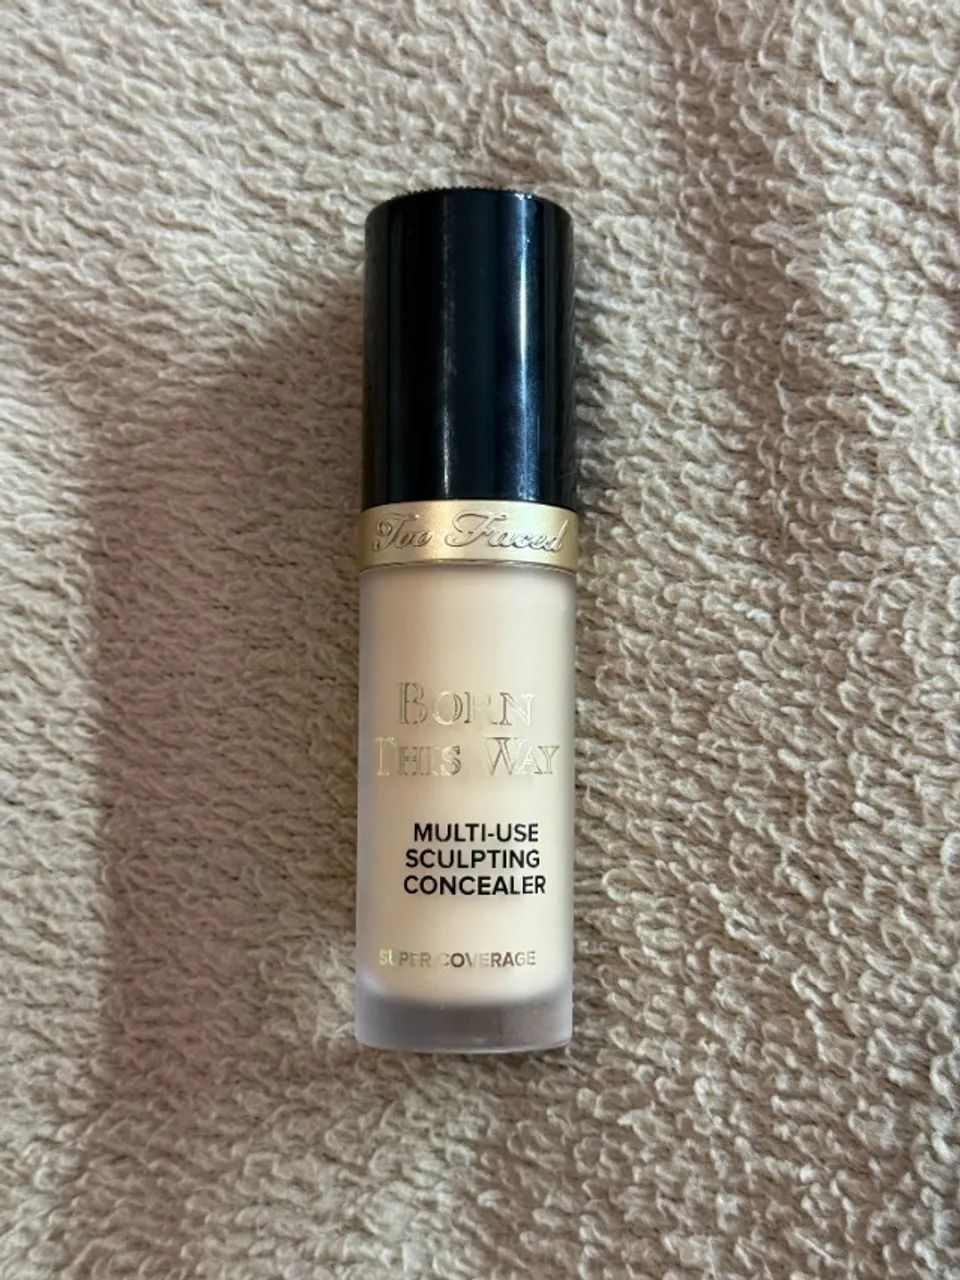 Too Faced
BORN
THIS WAY
MULTI-USE
SCULPTING
CONCEALER
SUPER COVERAGE